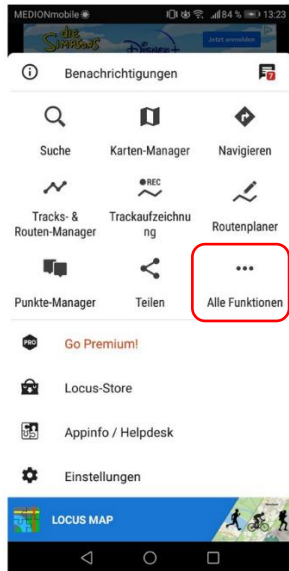 MEDIONmobile 84 % 13:23
die
SIMPSONS
Disney+
Jetzt anmelden
Benachrichtigungen
7
Suche Karten-Manager Navigieren
REC
Tracks- & Trackaufzeichnu Routenplaner
Routen-Manager ng
Punkte-Manager Teilen Alle Funktionen
PRO Go Premium!
Locus-Store
Appinfo / Helpdesk
Einstellungen
LOCUS MAP